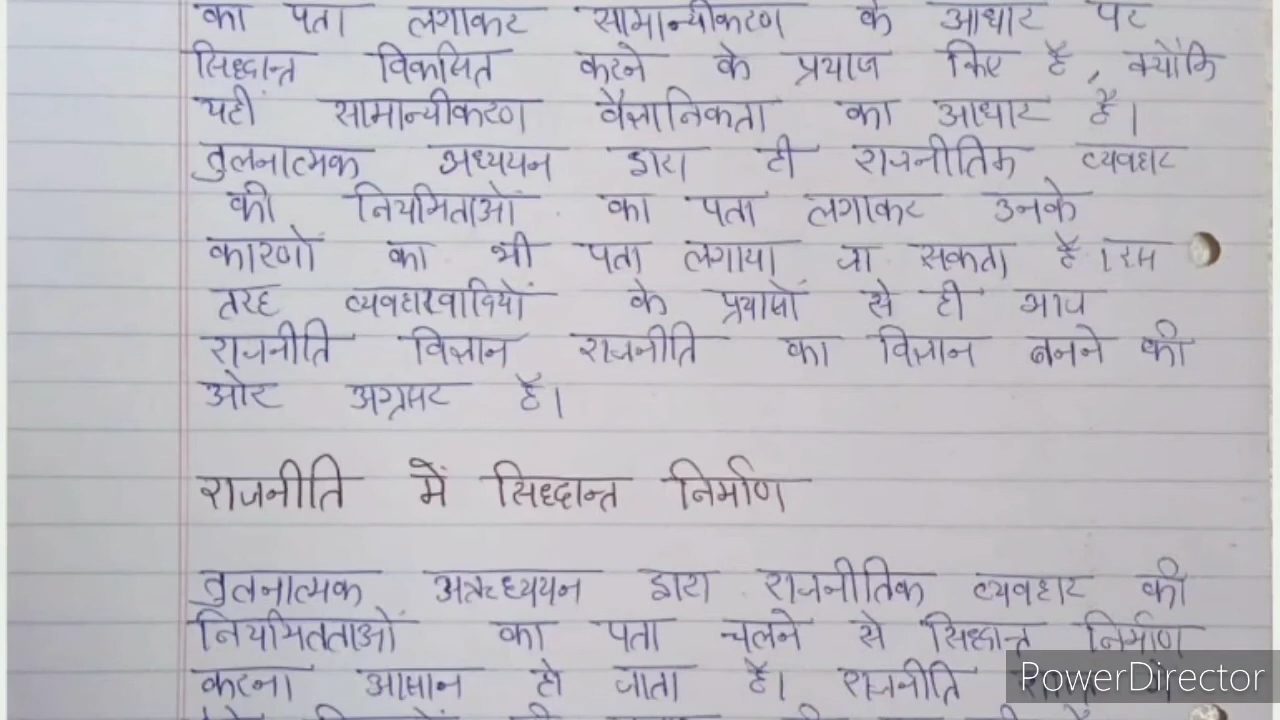 का पता लगाकर सामान्यीकरण के आधार पर
सिद्धान्त विकसित करने के प्रयास किए है, क्योंकि
यही सामान्यीकरण वैज्ञानिकता का आधार है।
तुलनात्मक अध्ययन द्वारा ही राजनीतिक व्यवहार
की नियमिताओं का पता लगाकर उनके
कारणों का भी पता लगाया जा सकता है। इस
तरह व्यवहारवादियों के प्रयासों से ही आज
राजनीति विज्ञान राजनीति का विज्ञान बनने की
ओर अग्रसर है।
राजनीति में सिध्दान्त निर्माण
तुलनात्मक अध्ययन द्वारा राजनीतिक व्यवहार की
नियमितताओं का पता चलने से सिद्धान्त निर्माण
करना आसान हो जाता है। राजनीति
PowerDirector